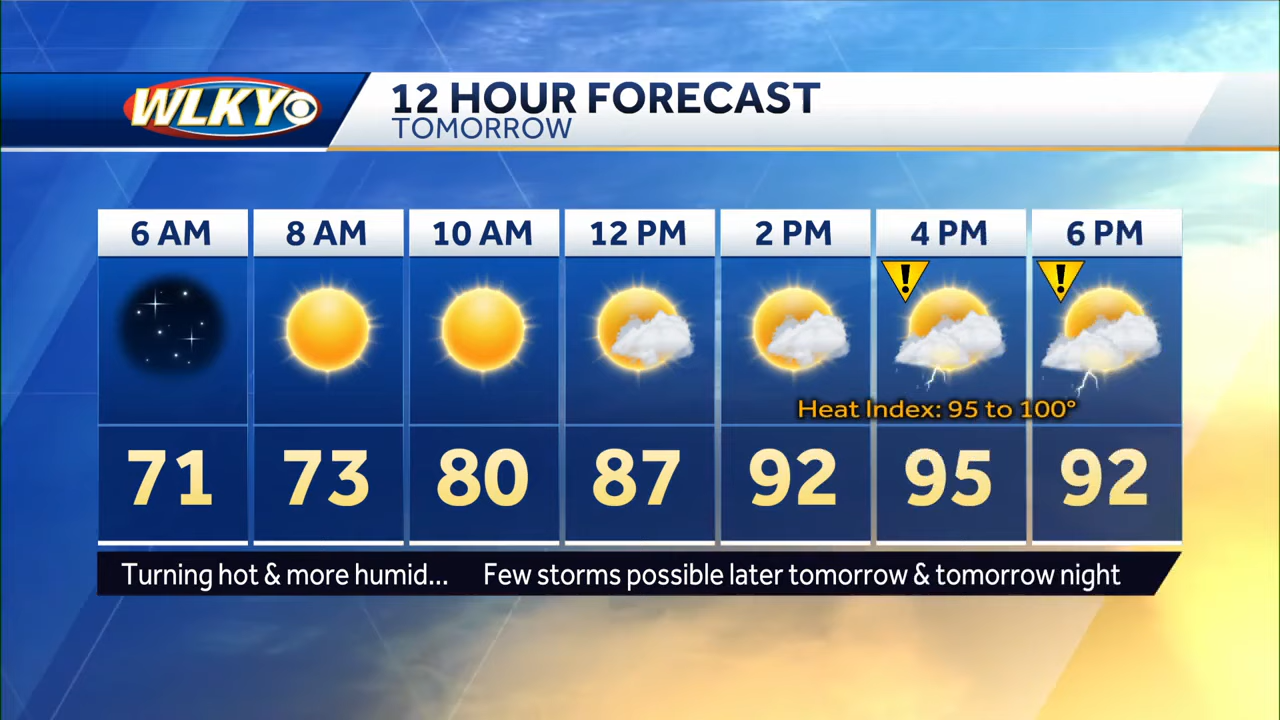 WLKY
12 HOUR FORECAST
TOMORROW
6 AM 8 AM 10 AM 12 PM 2 PM 4 PM 6 PM
! !
Heat Index: 95 to 100°
71 73 80 87 92 95 92
Turning hot & more humid... Few storms possible later tomorrow & tomorrow night